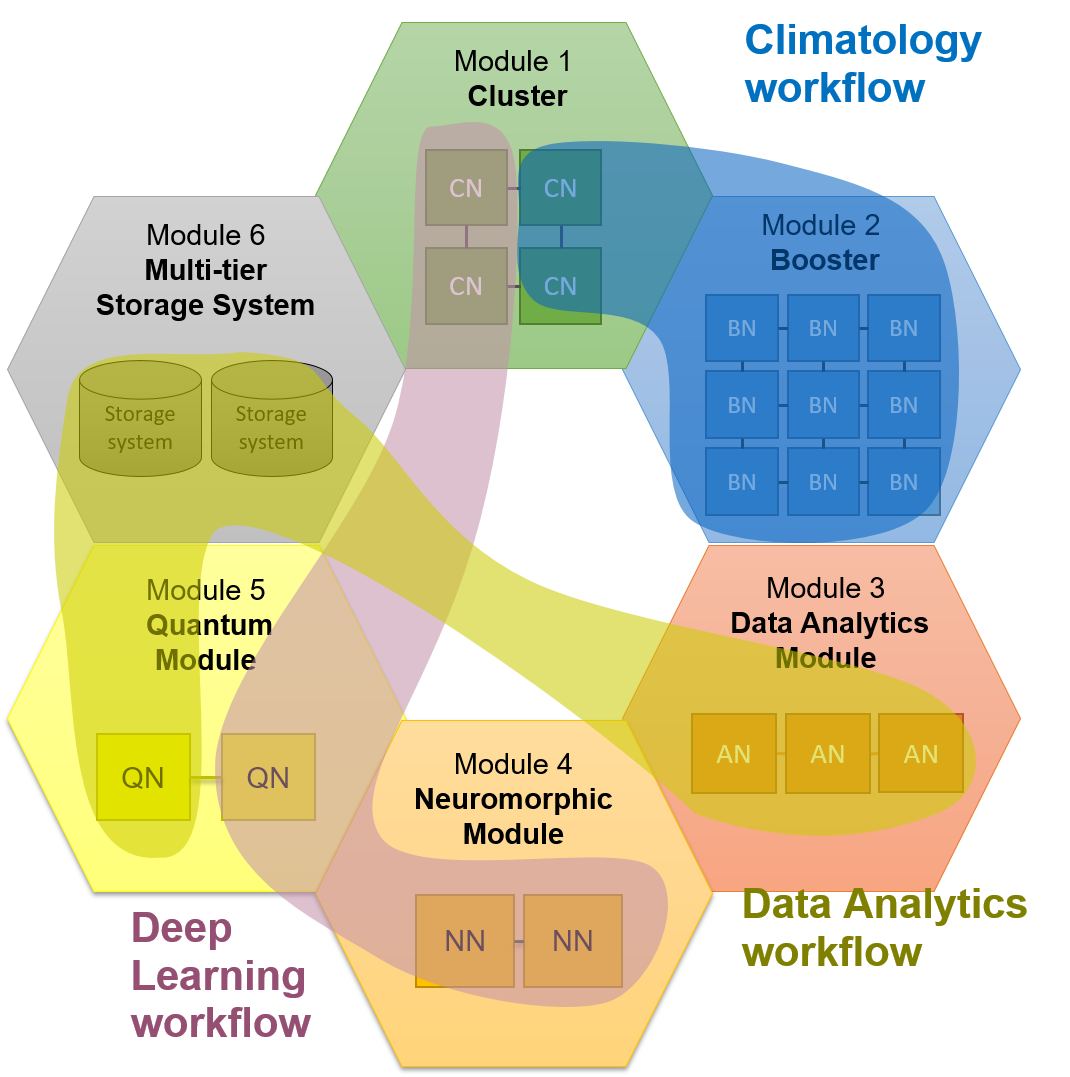 Climatology
workflow
Module 1
Cluster
CN
CN
CN
CN
Module 2
Booster
BN
BN
BN
BN
BN
BN
BN
BN
BN
Module 6
Multi-tier
Storage System
Storage
system
Storage
system
Module 5
Quantum
Module
QN
QN
Module 3
Data Analytics
Module
AN
AN
AN
Module 4
Neuromorphic
Module
NN
NN
Deep
Learning
workflow
Data Analytics
workflow